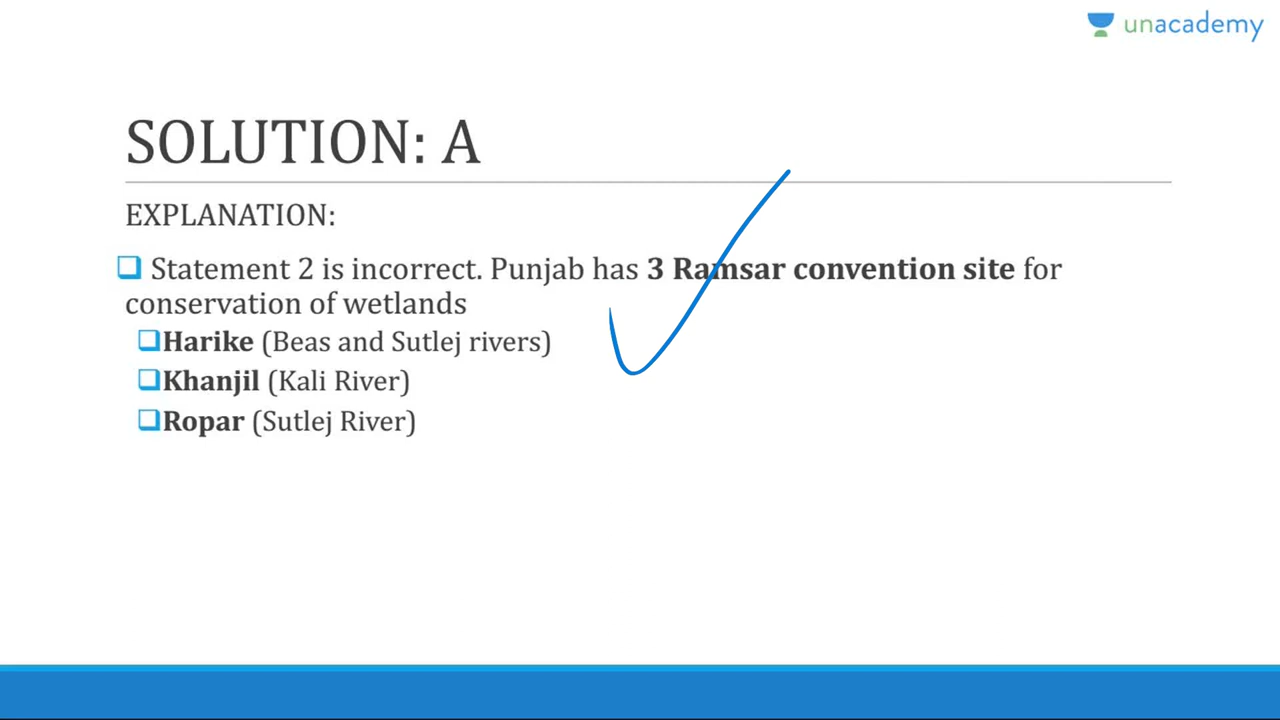 unacademy
SOLUTION: A
EXPLANATION:
Statement 2 is incorrect. Punjab has 3 Ramsar convention site for
conservation of wetlands
Harike (Beas and Sutlej rivers)
Khanjil (Kali River)
Ropar (Sutlej River)